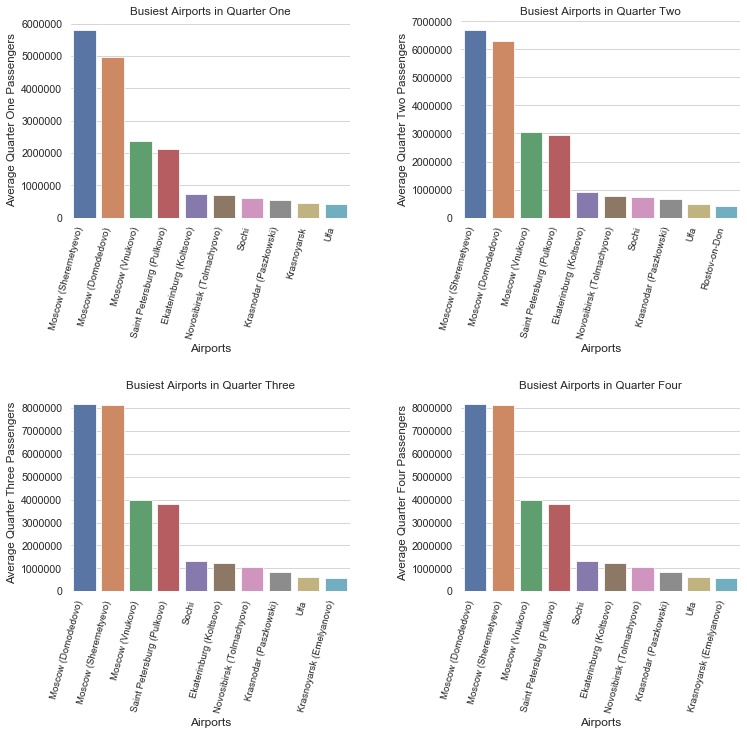 Busiest Airports in Quarter One
Average Quarter One Passengers
6000000
5000000
4000000
3000000
2000000
1000000
0
Moscow (Sheremetyevo)
Moscow (Domodedovo)
Moscow (Vnukovo)
Saint Petersburg (Pulkovo)
Ekaterinburg (Koltsovo)
Novosibirsk (Tolmachyovo)
Sochi
Krasnodar (Paszkowski)
Krasnoyarsk
Ufa
Airports
Busiest Airports in Quarter Two
Average Quarter Two Passengers
7000000
6000000
5000000
4000000
3000000
2000000
1000000
0
Moscow (Sheremetyevo)
Moscow (Domodedovo)
Moscow (Vnukovo)
Saint Petersburg (Pulkovo)
Ekaterinburg (Koltsovo)
Novosibirsk (Tolmachyovo)
Sochi
Krasnodar (Paszkowski)
Ufa
Rostov-on-Don
Airports
Busiest Airports in Quarter Three
Average Quarter Three Passengers
8000000
7000000
6000000
5000000
4000000
3000000
2000000
1000000
0
Moscow (Domodedovo)
Moscow (Sheremetyevo)
Moscow (Vnukovo)
Saint Petersburg (Pulkovo)
Sochi
Ekaterinburg (Koltsovo)
Novosibirsk (Tolmachyovo)
Krasnodar (Paszkowski)
Ufa
Krasnoyarsk (Emelyanovo)
Airports
Busiest Airports in Quarter Four
Average Quarter Four Passengers
8000000
7000000
6000000
5000000
4000000
3000000
2000000
1000000
0
Moscow (Domodedovo)
Moscow (Sheremetyevo)
Moscow (Vnukovo)
Saint Petersburg (Pulkovo)
Sochi
Ekaterinburg (Koltsovo)
Novosibirsk (Tolmachyovo)
Krasnodar (Paszkowski)
Ufa
Krasnoyarsk (Emelyanovo)
Airports